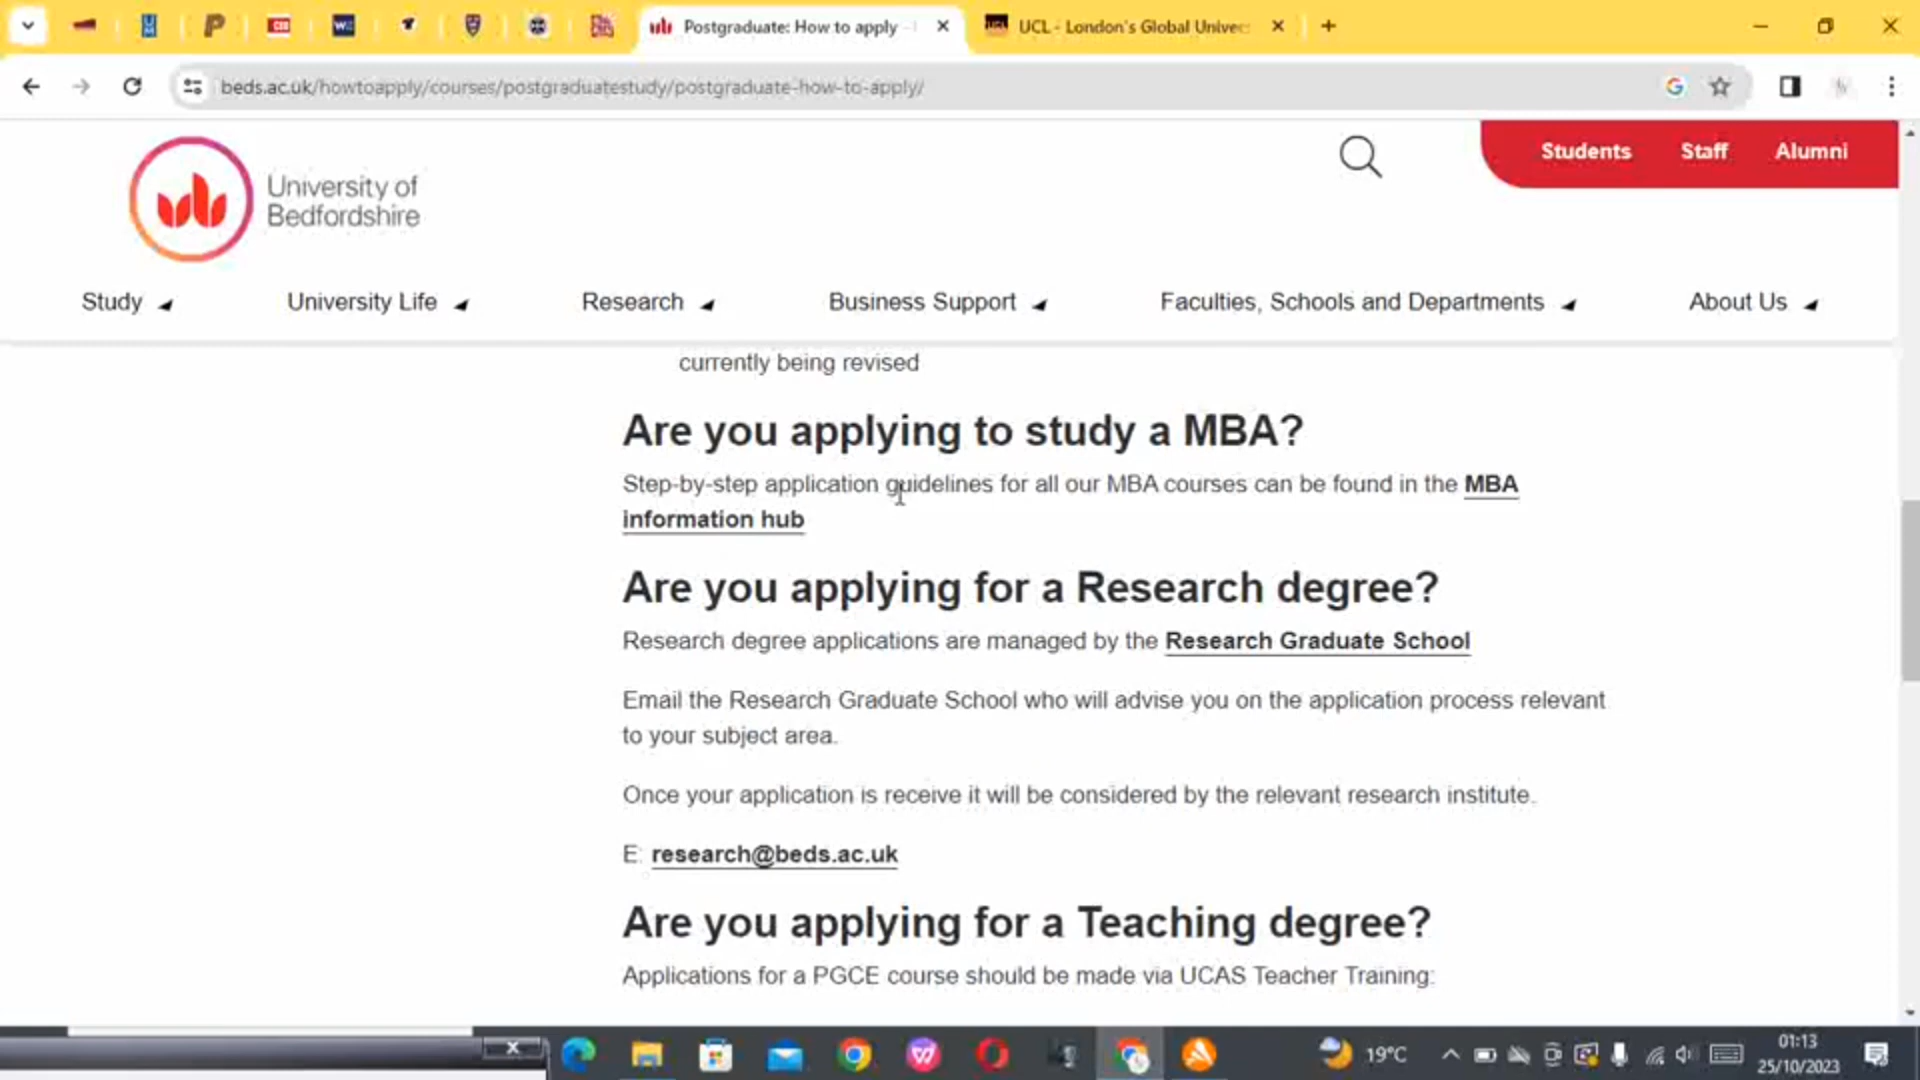 Postgraduate: How to apply -
UCL - London's Global Univer
beds.ac.uk/howtoapply/courses/postgraduatestudy/postgraduate-how-to-apply/
Students Staff Alumni
University of
Bedfordshire
Study University Life Research Business Support Faculties, Schools and Departments About Us
currently being revised
Are you applying to study a MBA?
Step-by-step application guidelines for all our MBA courses can be found in the MBA
information hub
Are you applying for a Research degree?
Research degree applications are managed by the Research Graduate School
Email the Research Graduate School who will advise you on the application process relevant
to your subject area.
Once your application is receive it will be considered by the relevant research institute.
E: research@beds.ac.uk
Are you applying for a Teaching degree?
Applications for a PGCE course should be made via UCAS Teacher Training:
19°C
01:13
25/10/2023